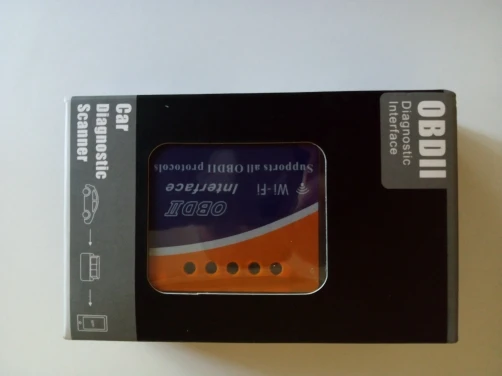 OBDII
Diagnostic
Interface
Supports all OBDII protocols
Wi-Fi
Interface
OBDII
Car
Diagnostic
Scanner